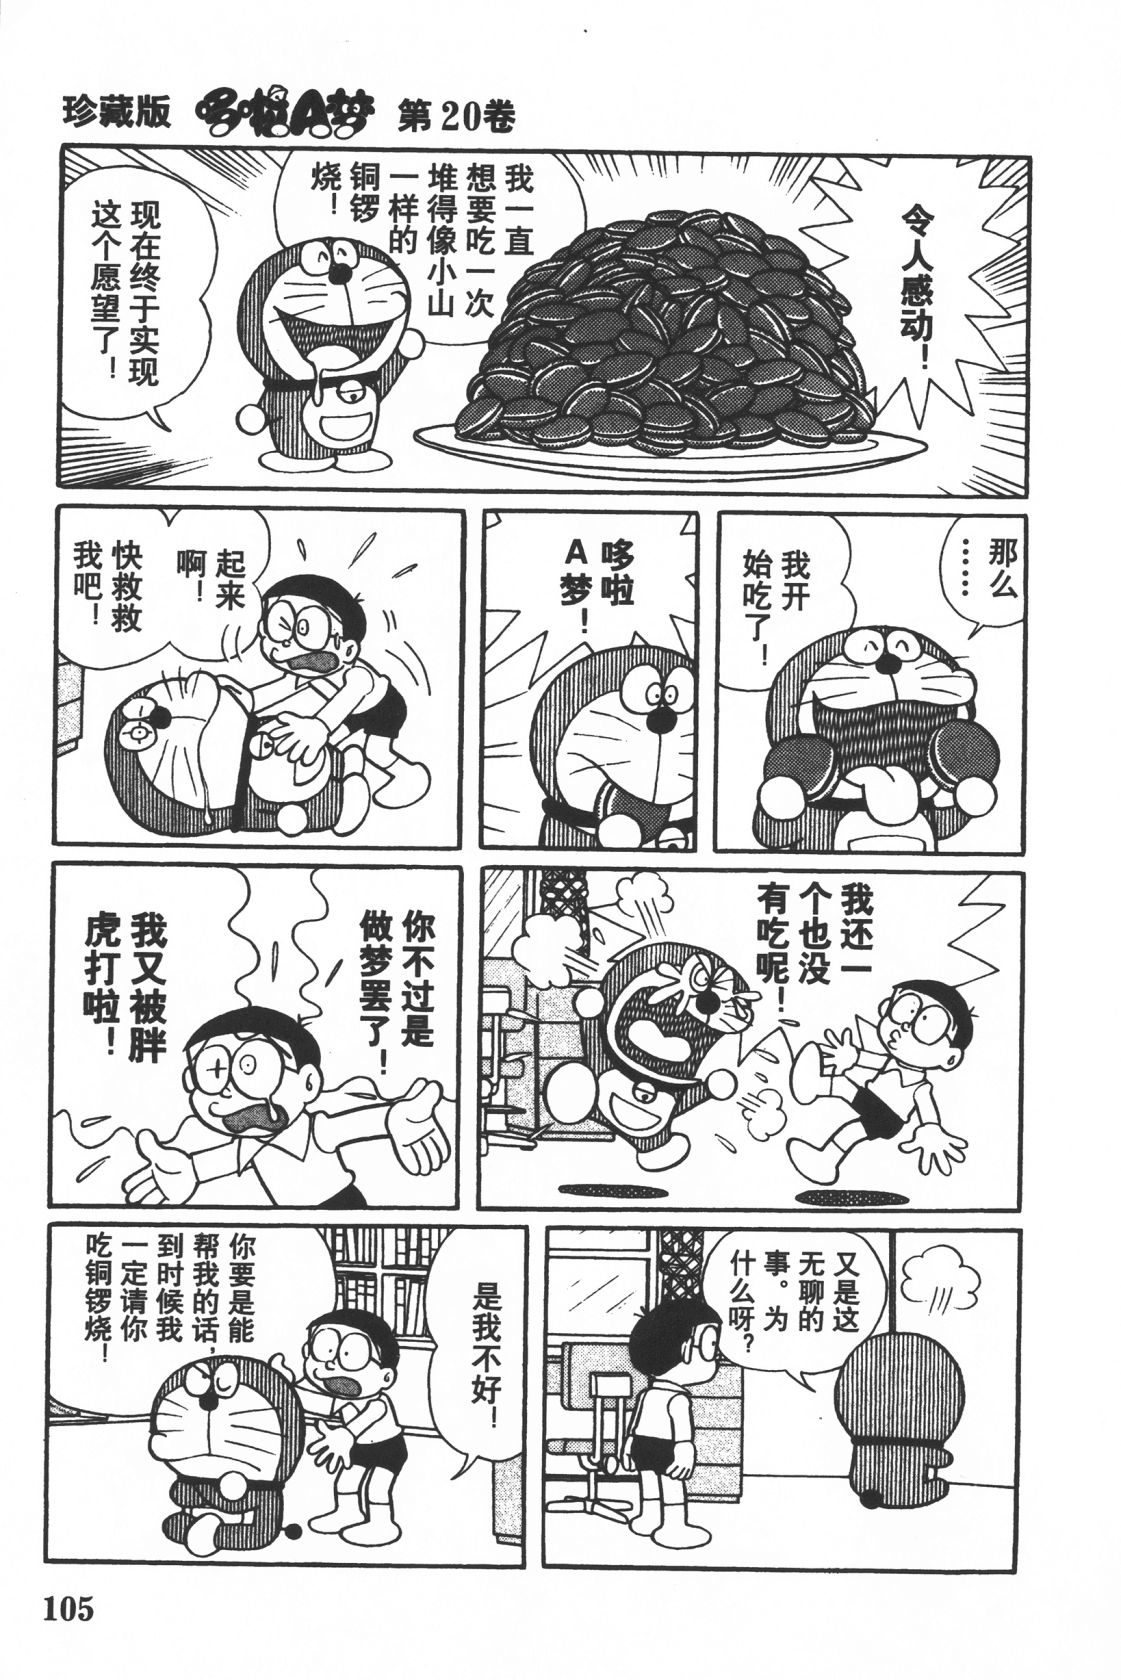 珍藏版 哆啦A梦 第20卷
令人感动！
我一直
想要吃一次
堆得像小山
一样的
铜锣
烧！
现在终于实现
这个愿望了！
那么
……
我开
始吃了！
哆啦
A梦！
起来
啊！
快救救
我吧！
我还一
个也没
有吃呢！
你不过是
做梦罢了！
我又被胖
虎打啦！
又是这
无聊的
事。为
什么呀？
是我不好！
你要是能
帮我的话，
到时候我
一定请你
吃铜锣烧！
105